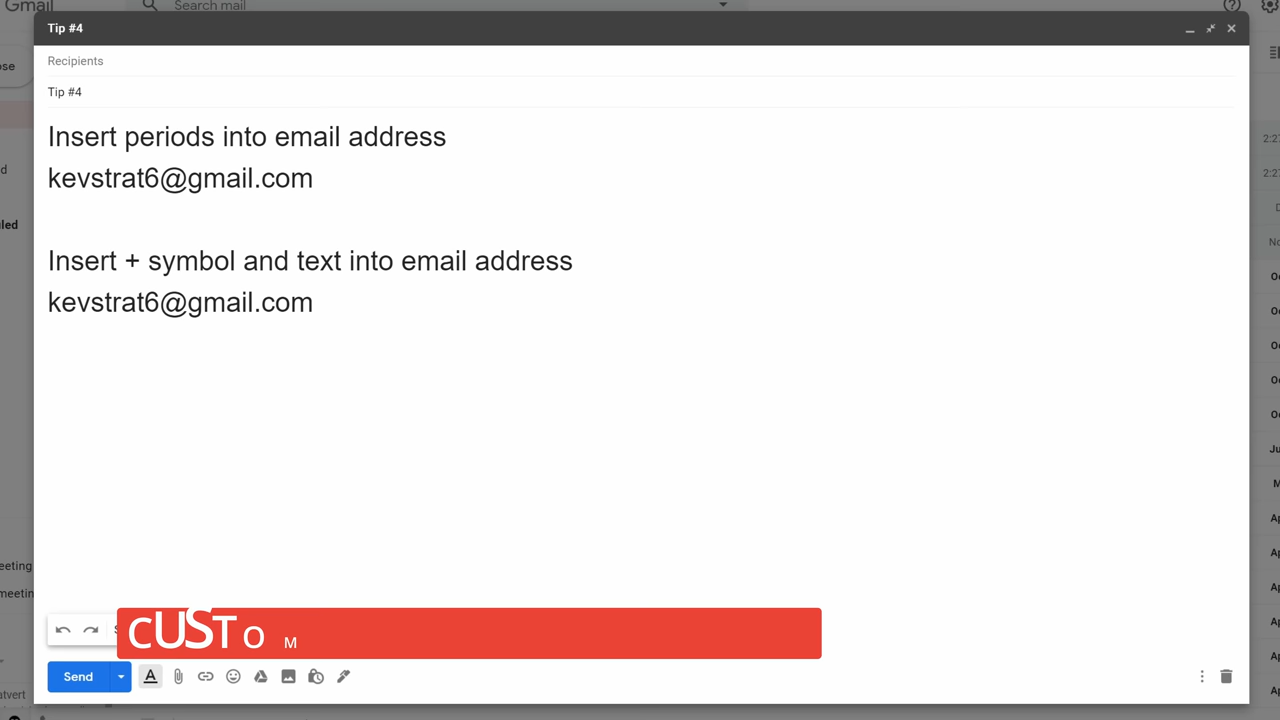 Gmail
Search mail
Tip #4
Recipients
Tip #4
Insert periods into email address
kevstrat6@gmail.com
Insert + symbol and text into email address
kevstrat6@gmail.com
CUSTOM
Send